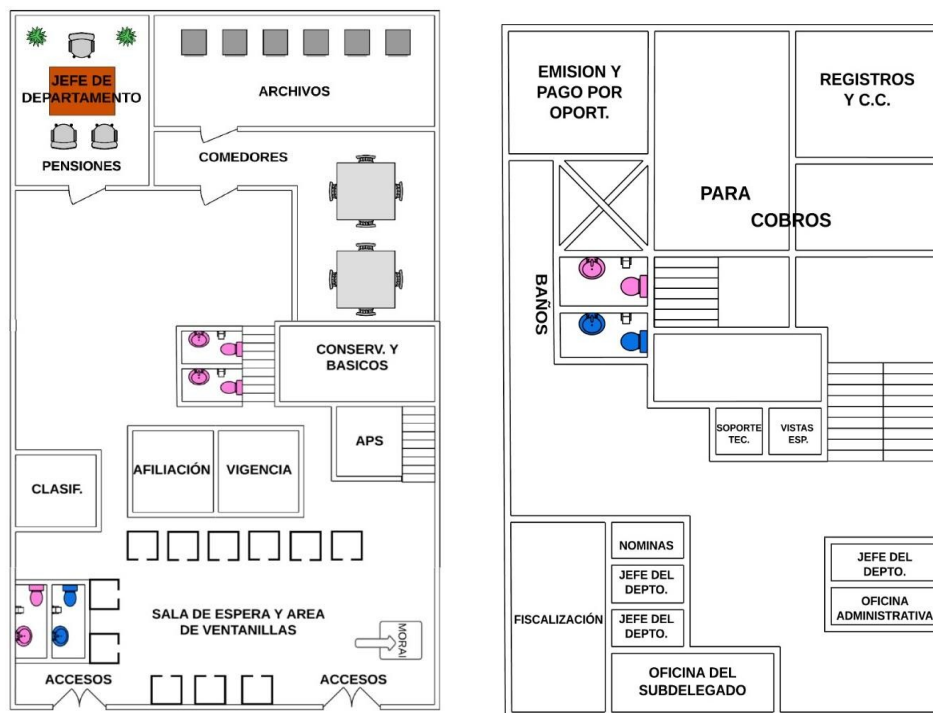 JEFE DE
DEPARTAMENTO
PENSIONES
ARCHIVOS
COMEDORES
CONSERV. Y
BASICOS
APS
AFILIACIÓN
VIGENCIA
CLASIF.
SALA DE ESPERA Y AREA
DE VENTANILLAS
MORAI
ACCESOS
ACCESOS
EMISION Y
PAGO POR
OPORT.
REGISTROS
Y C.C.
PARA
COBROS
BAÑOS
SOPORTE
TEC.
VISTAS
ESP.
NOMINAS
JEFE DEL
DEPTO.
JEFE DEL
DEPTO.
FISCALIZACIÓN
OFICINA DEL
SUBDELEGADO
JEFE DEL
DEPTO.
OFICINA
ADMINISTRATIVA